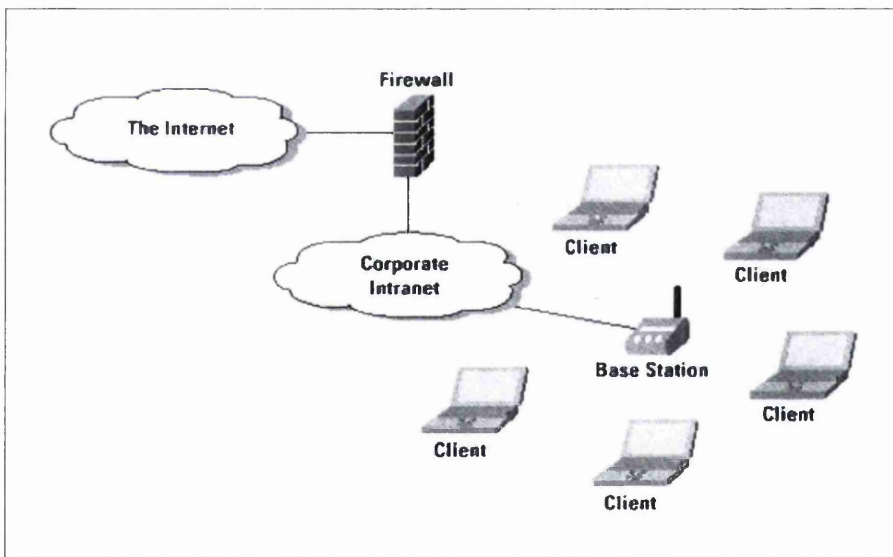 Firewall
The Internet
Client
Client
Corporate
Intranet
Base Station
Client
Client
Client